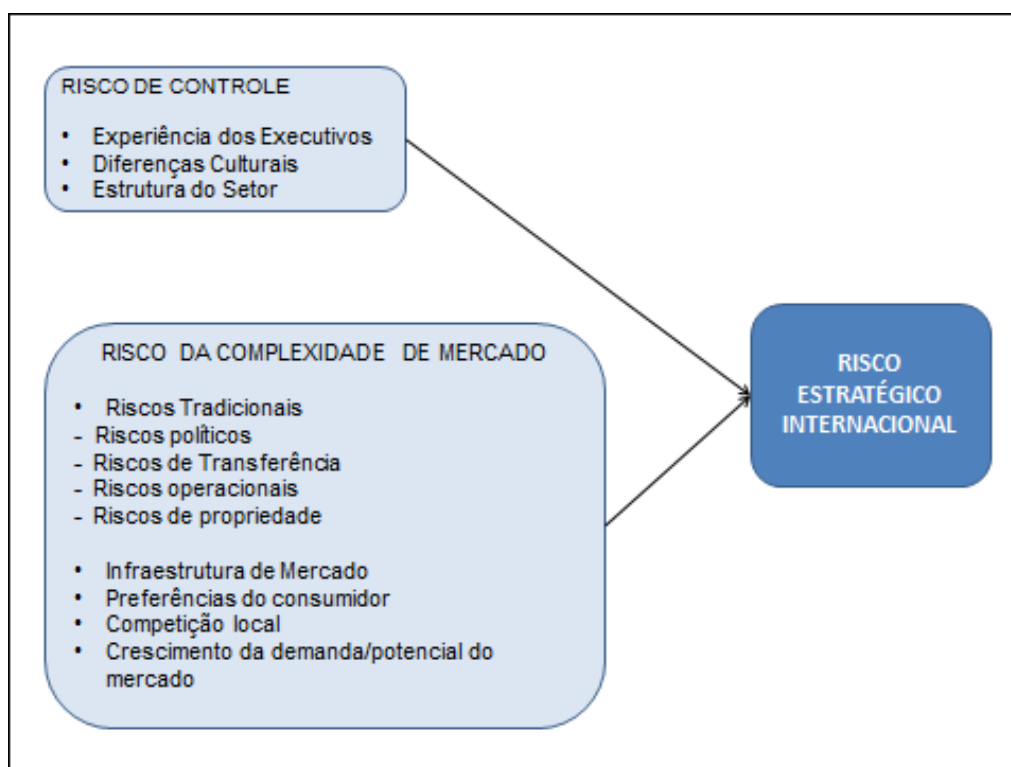 RISCO DE CONTROLE
• Experiência dos Executivos
• Diferenças Culturais
• Estrutura do Setor
RISCO DA COMPLEXIDADE DE MERCADO
• Riscos Tradicionais
- Riscos políticos
- Riscos de Transferência
- Riscos operacionais
- Riscos de propriedade
• Infraestrutura de Mercado
• Preferências do consumidor
• Competição local
• Crescimento da demanda/potencial do
mercado
RISCO
ESTRATÉGICO
INTERNACIONAL